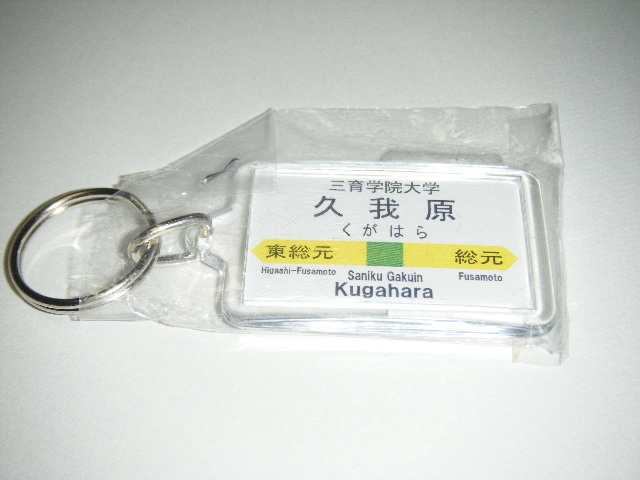 三育学院大学
久我原
くがはら
東総元 総元
Higashi-Fusamoto Saniku Gakuin Fusamoto
Kugahara